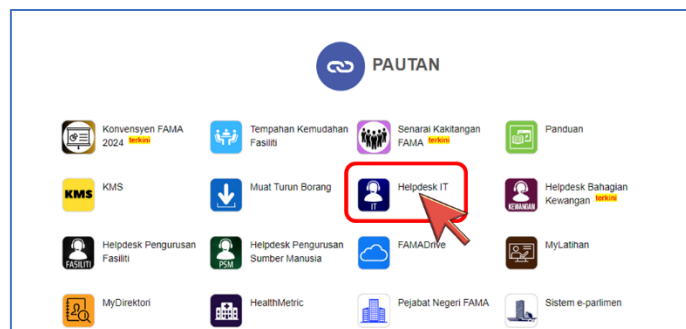 PAUTAN
Konvensyen FAMA
2024 terkini
Tempahan Kemudahan
Fasiliti
Senarai Kakitangan
FAMA terkini
Panduan
KMS
KMS
Muat Turun Borang
IT
Helpdesk IT
KEWANGAN
Helpdesk Bahagian
Kewangan terkini
FASILITI
Helpdesk Pengurusan
Fasiliti
PSM
Helpdesk Pengurusan
Sumber Manusia
FAMADrive
MyLatihan
MyDirektori
HealthMetric
Pejabat Negeri FAMA
Sistem e-parlimen